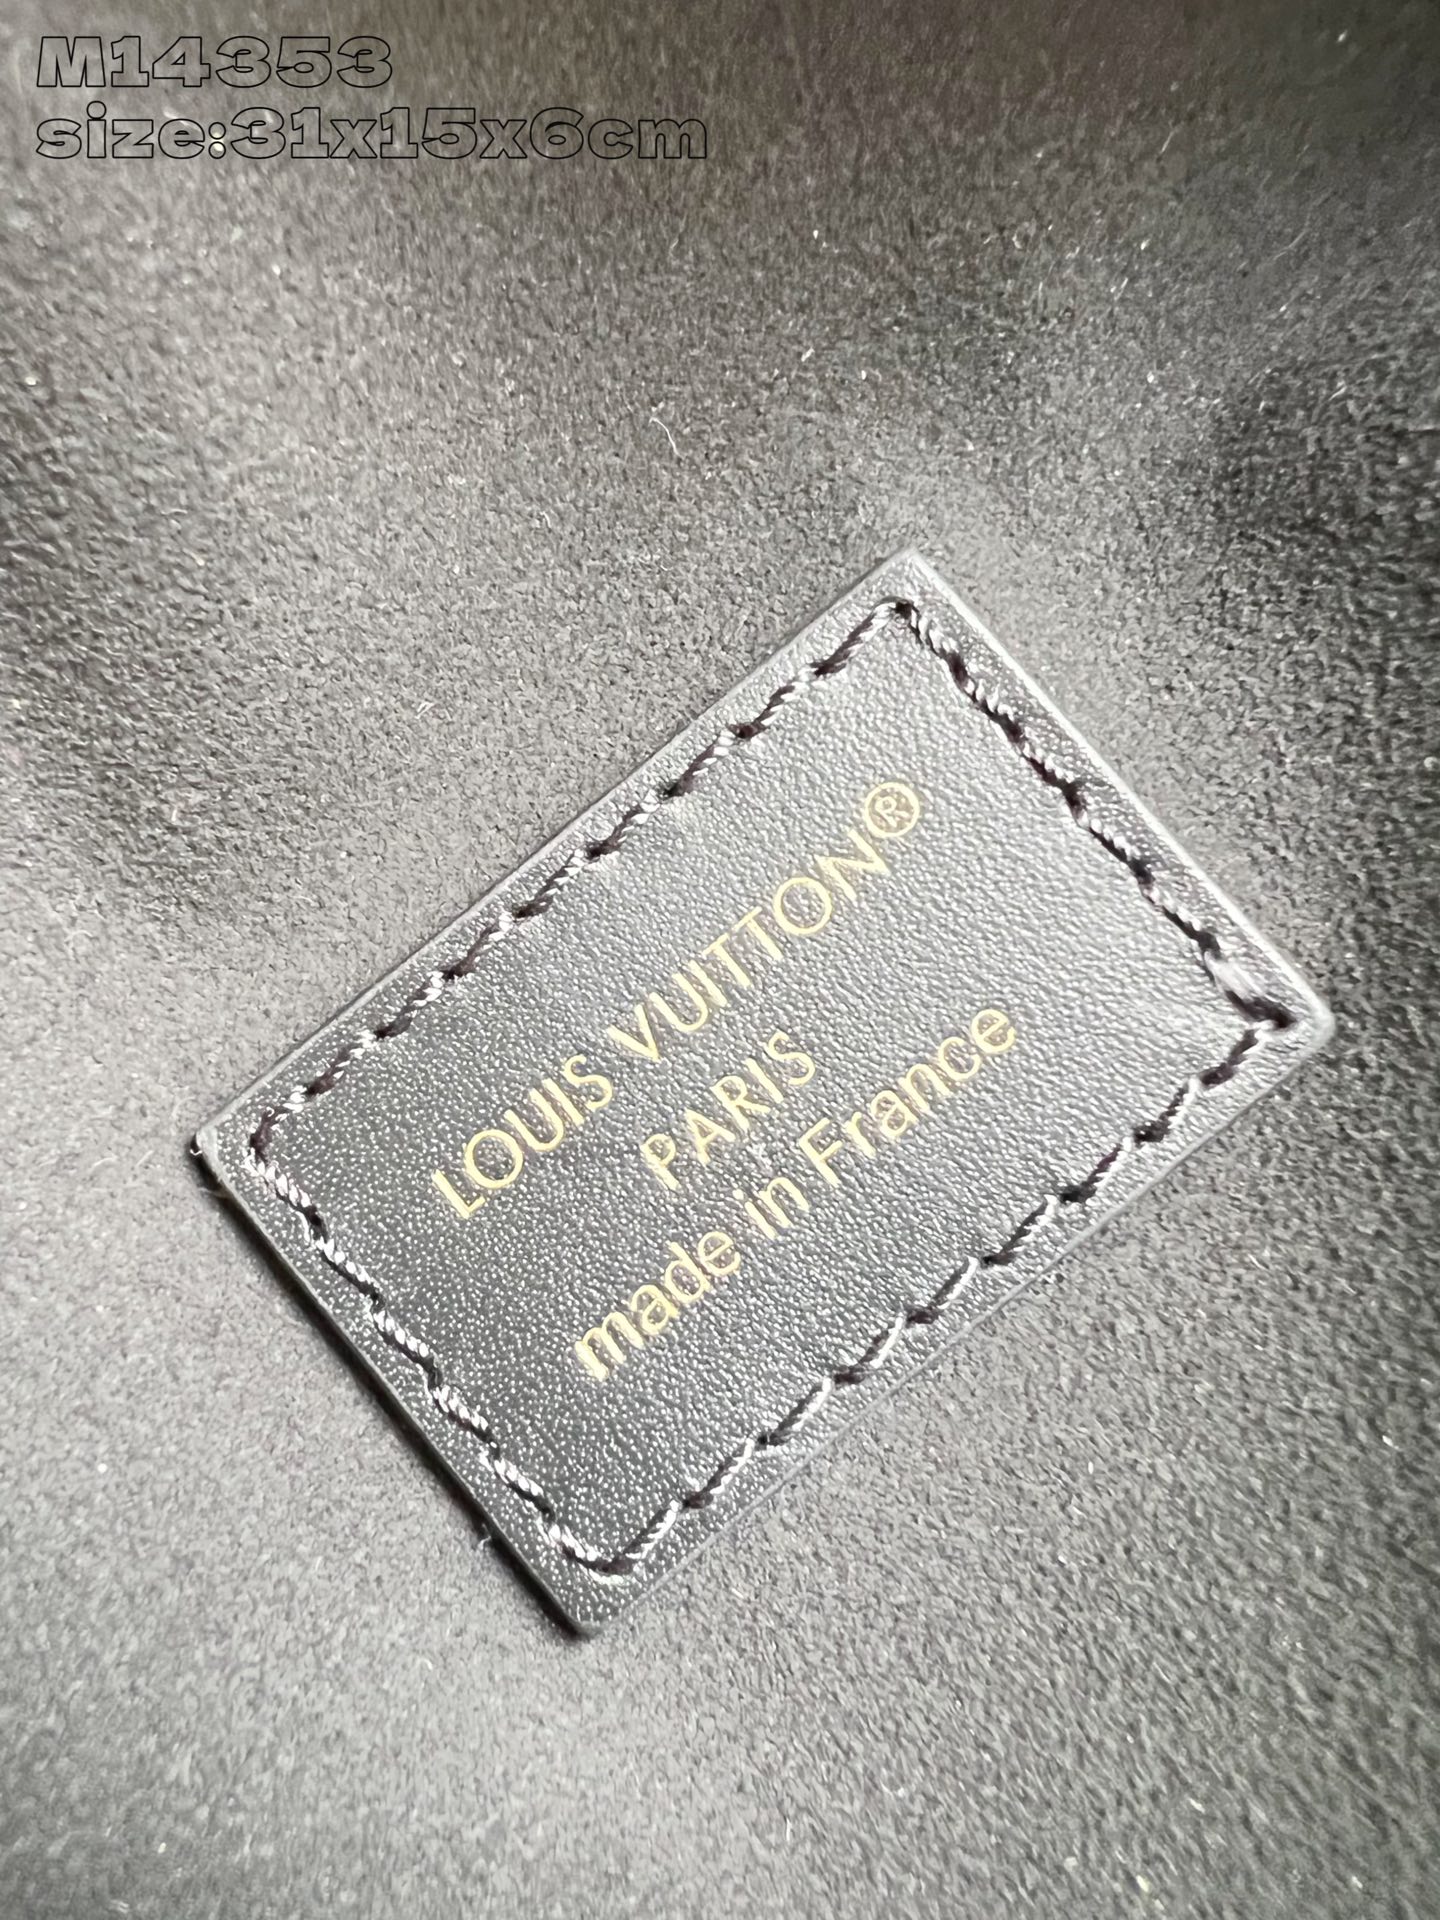 M14353
size:31x15x6cm
LOUIS VUITTON®
PARIS
made in France